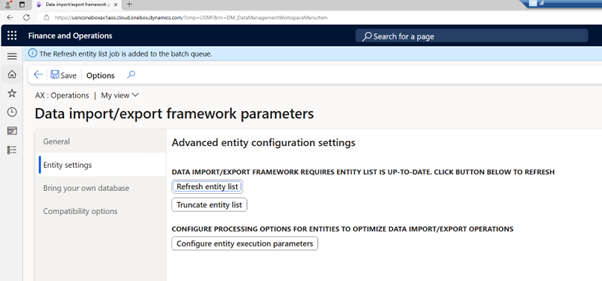 Data import/export framework p
https://usnconeboxax1aos.cloud.onebox.dynamics.com/?cmp=USMF&mi=DM_DataManagementWorkspaceMenuItem
Finance and Operations
Search for a page
The Refresh entity list job is added to the batch queue.
Save
Options
AX : Operations | My view
Data import/export framework parameters
General
Entity settings
Bring your own database
Compatibility options
Advanced entity configuration settings
DATA IMPORT/EXPORT FRAMEWORK REQUIRES ENTITY LIST IS UP-TO-DATE. CLICK BUTTON BELOW TO REFRESH
Refresh entity list
Truncate entity list
CONFIGURE PROCESSING OPTIONS FOR ENTITIES TO OPTIMIZE DATA IMPORT/EXPORT OPERATIONS
Configure entity execution parameters